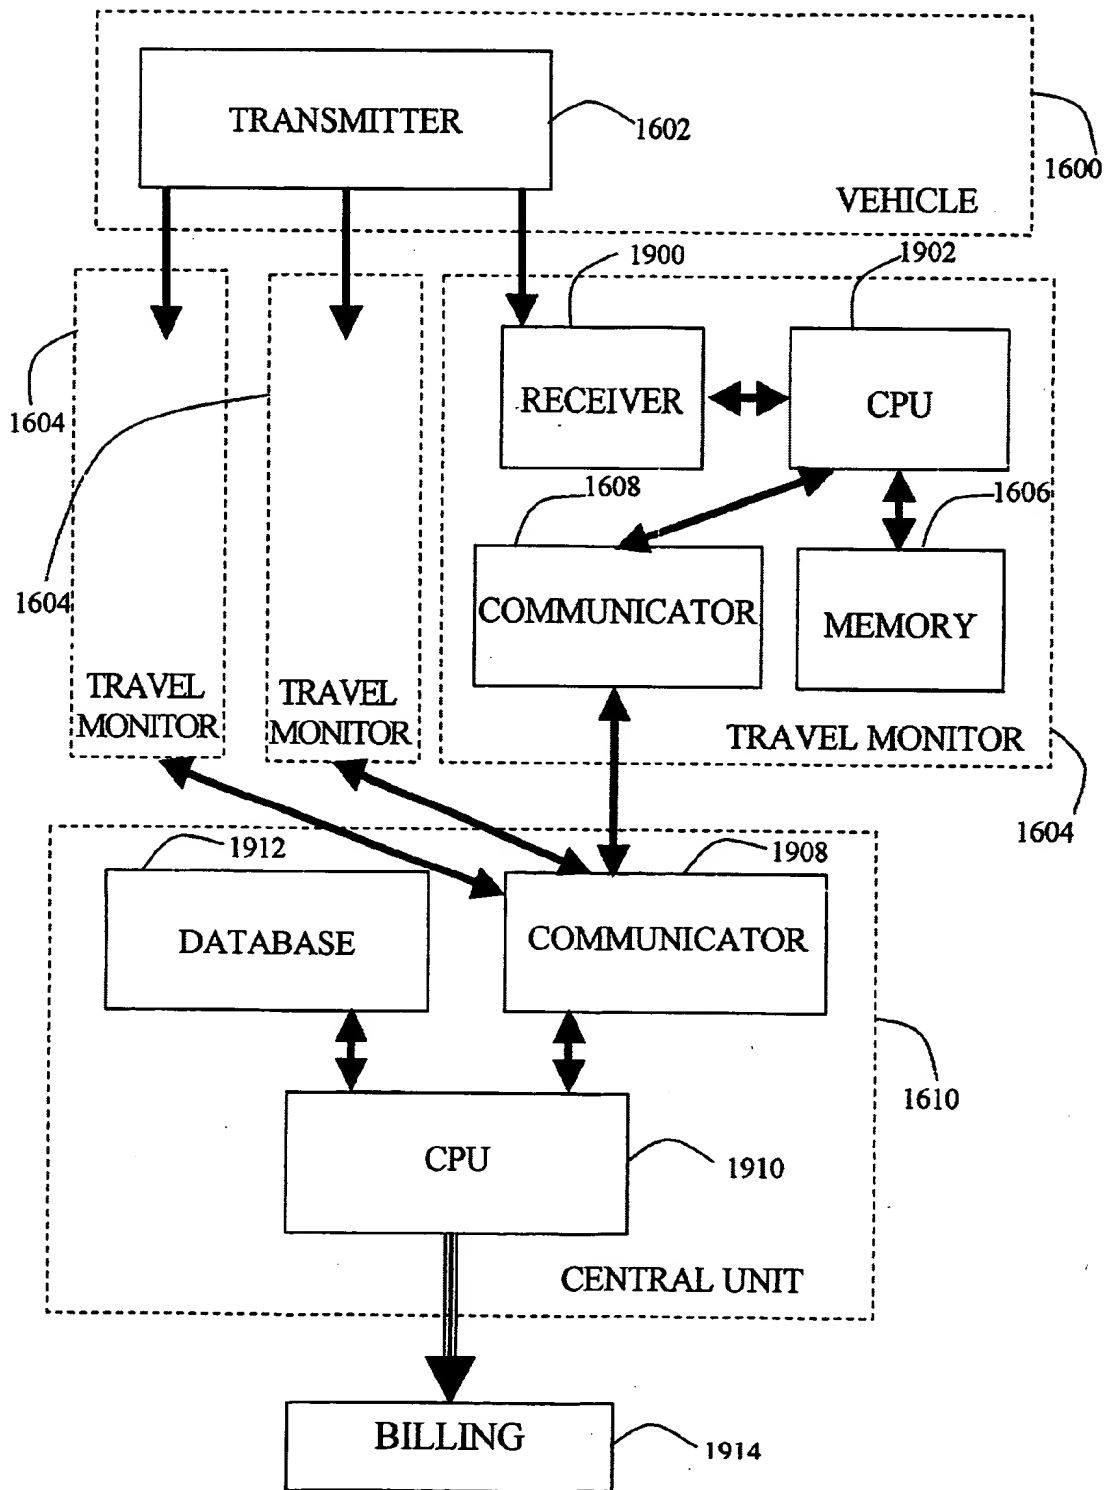 TRANSMITTER
1602
1600
VEHICLE
1900
1902
1604
RECEIVER
CPU
1608
1606
1604
COMMUNICATOR
MEMORY
TRAVEL
MONITOR
TRAVEL
MONITOR
TRAVEL MONITOR
1604
1912
1908
DATABASE
COMMUNICATOR
1610
CPU
1910
CENTRAL UNIT
BILLING
1914